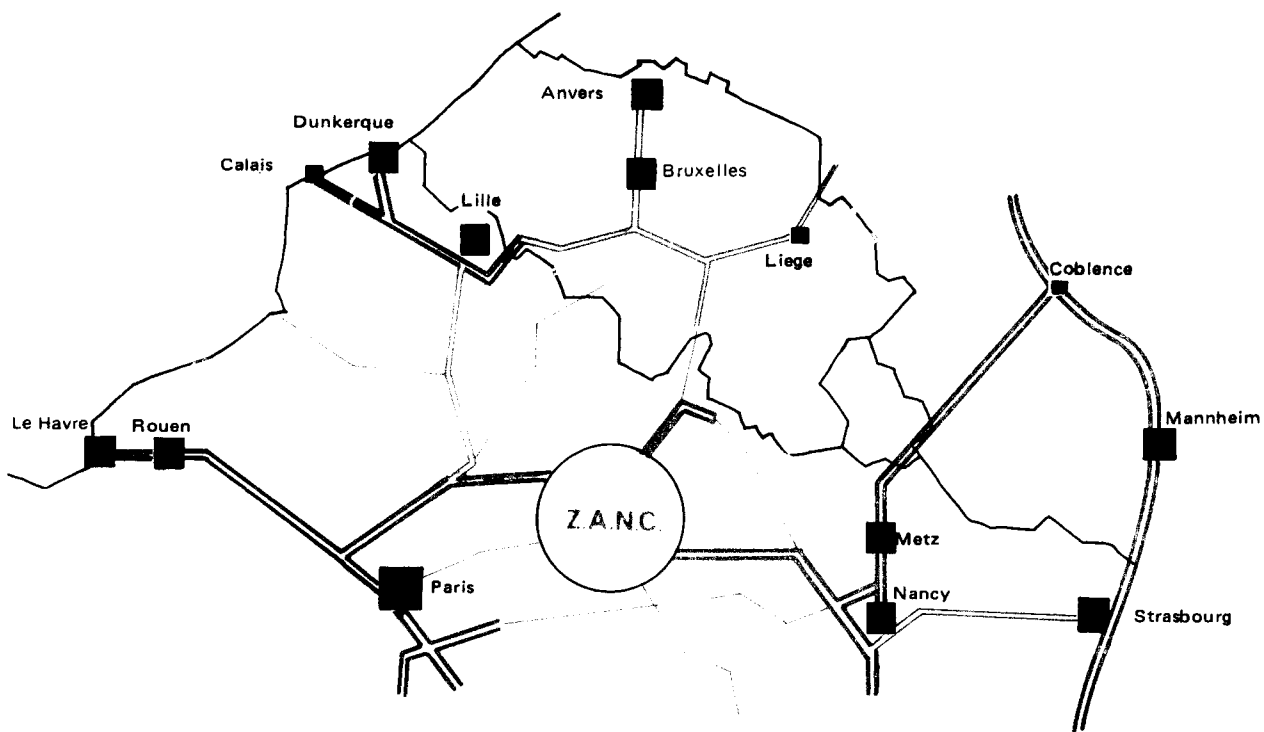 Anvers
Dunkerque
Calais
Bruxelles
Lille
Liege
Coblence
Le Havre
Rouen
Mannheim
Z.A.N.C.
Metz
Paris
Nancy
Strasbourg